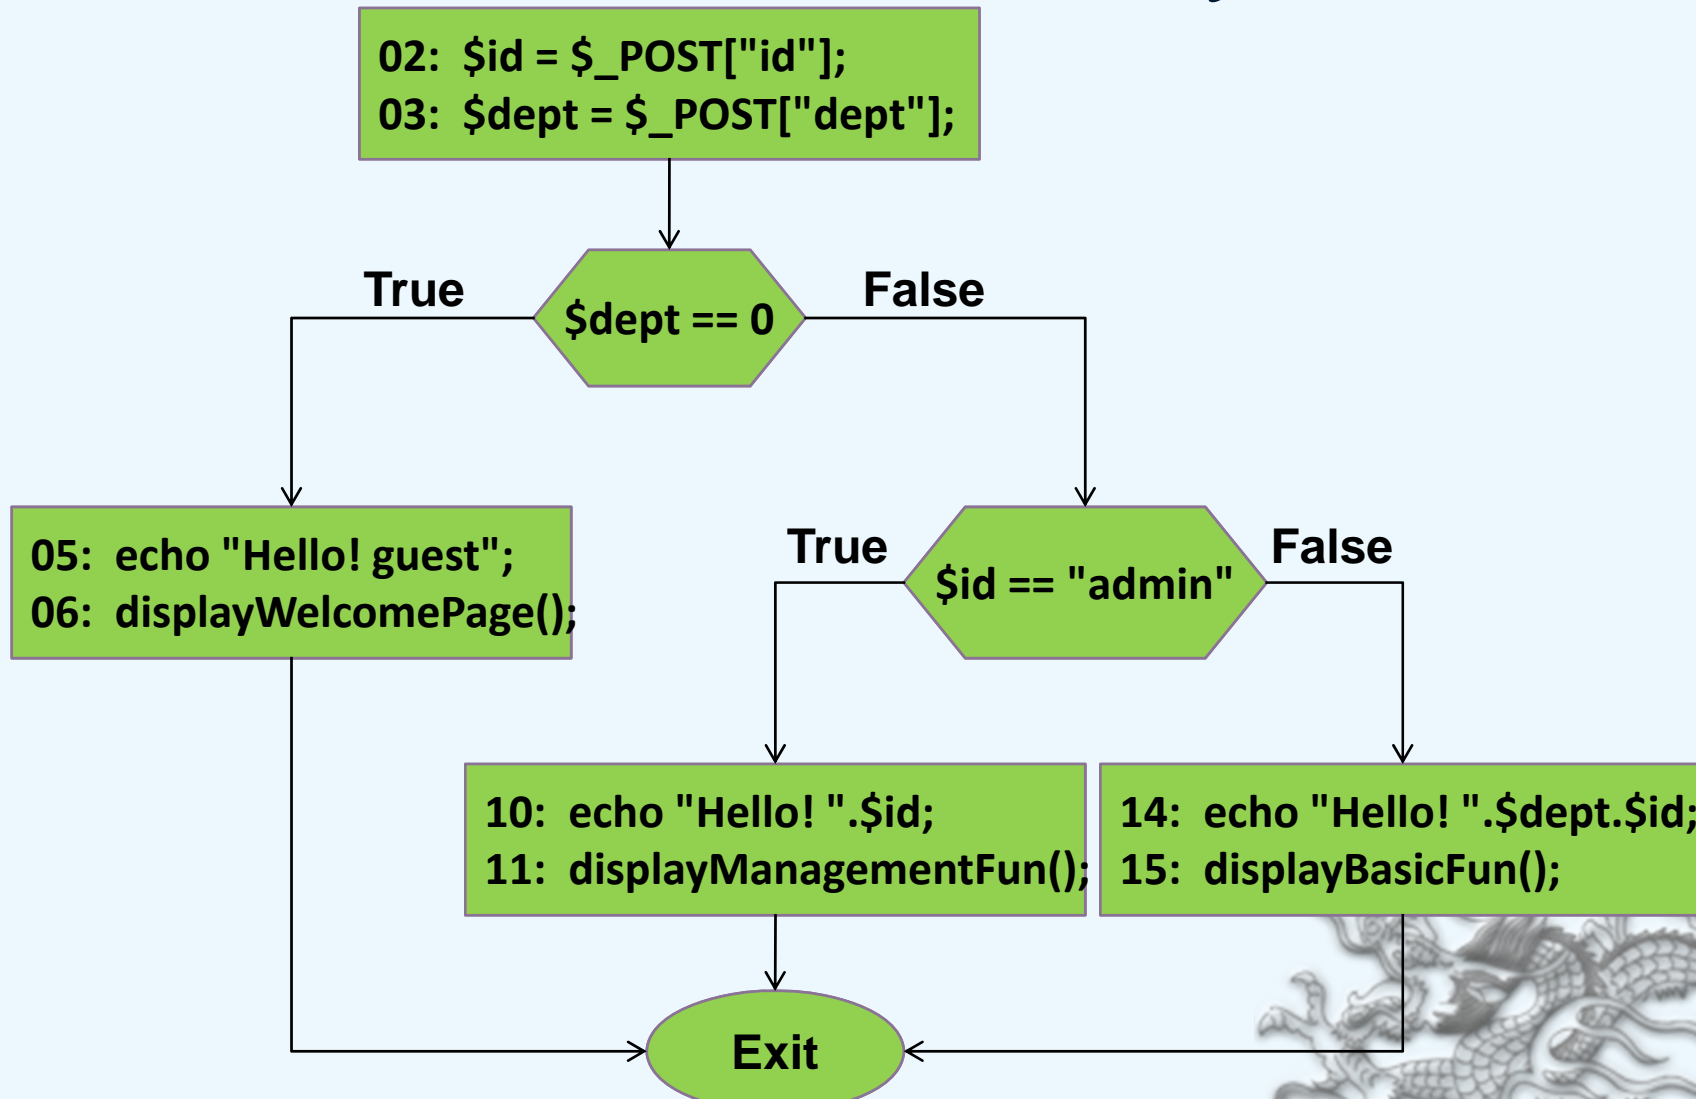 02: $id = $_POST["id"];
03: $dept = $_POST["dept"];
True
False
$dept == 0
05: echo "Hello! guest";
06: displayWelcomePage();
True
False
$id == "admin"
10: echo "Hello! ".$id;
11: displayManagementFun();
14: echo "Hello! ".$dept.$id;
15: displayBasicFun();
Exit